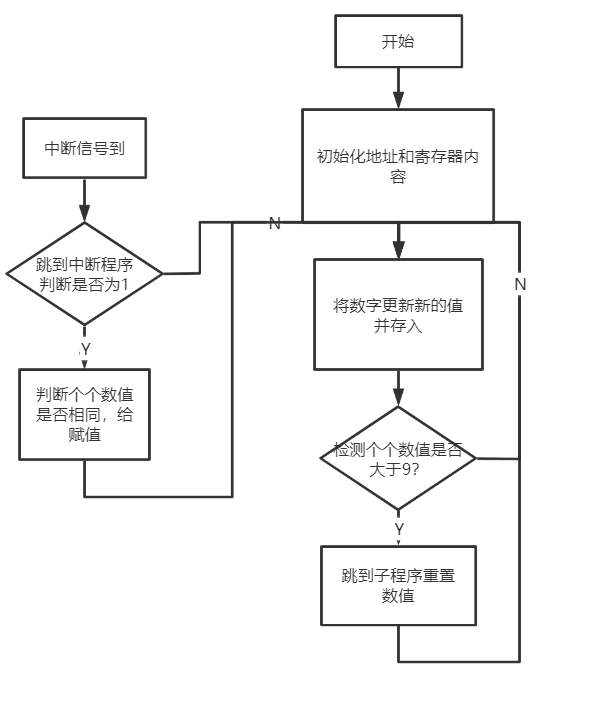 开始
初始化地址和寄存器内
容
中断信号到
N
跳到中断程序
判断是否为1
Y
判断个个数值
是否相同，给
赋值
将数字更新新的值
并存入
N
检测个个数值是否
大于9?
Y
跳到子程序重置
数值